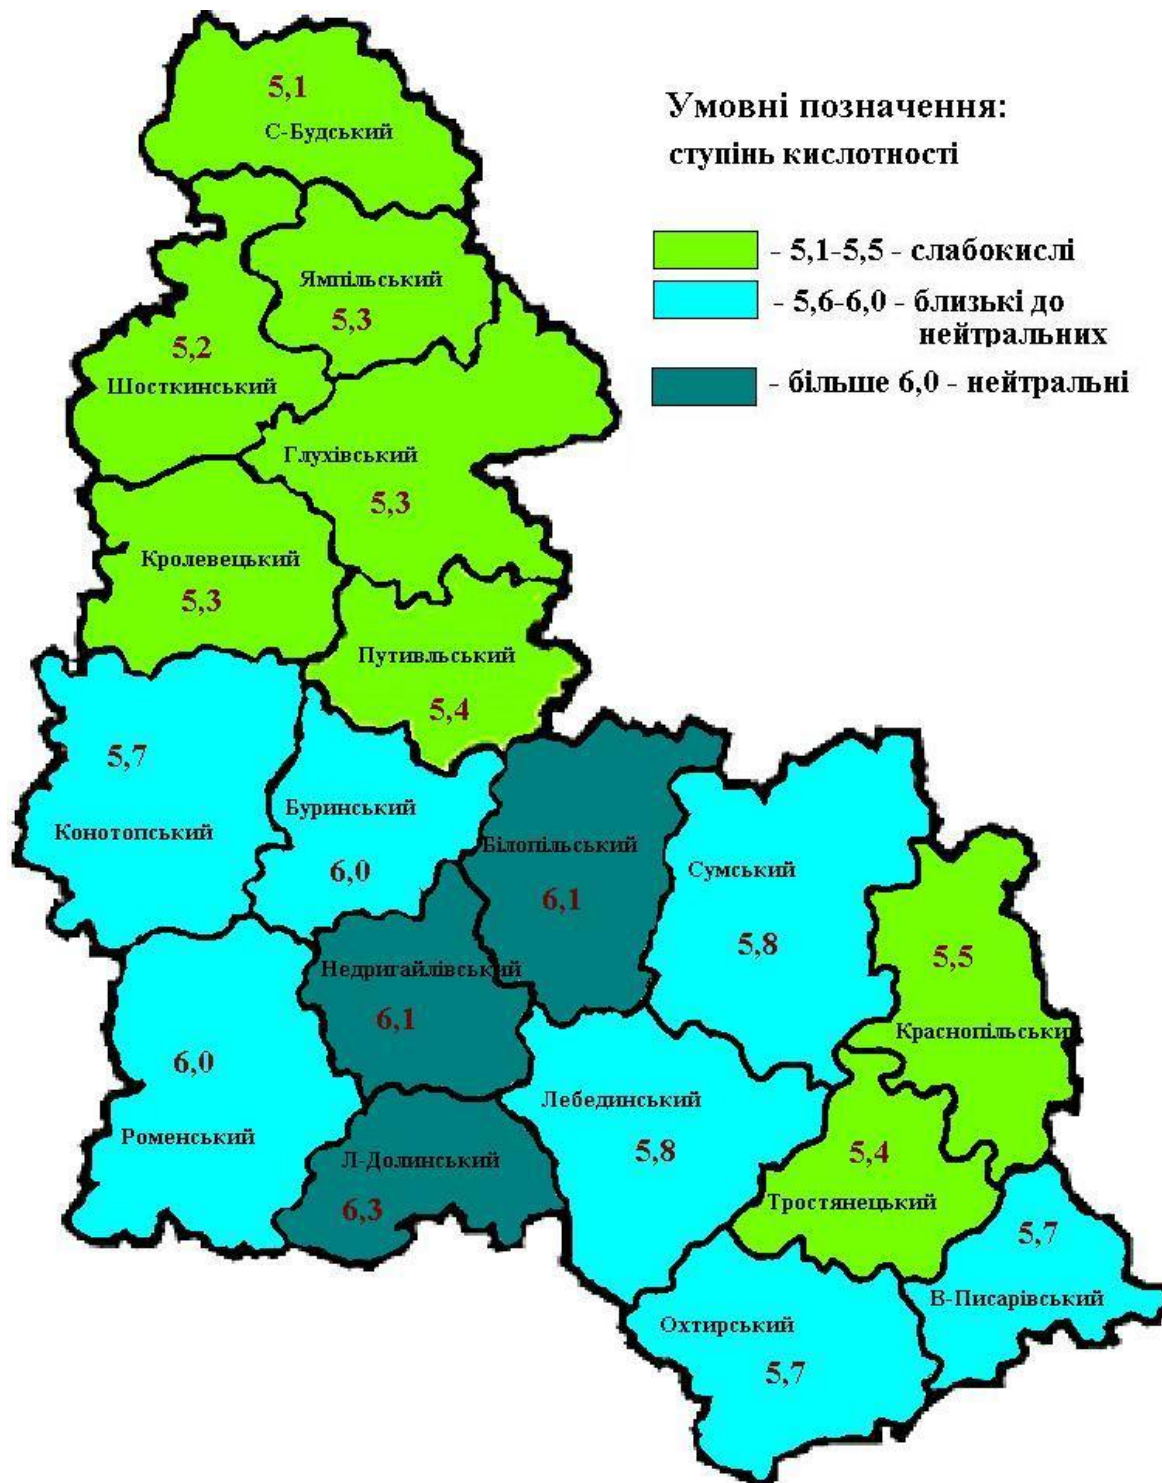 Умовні позначення:
ступінь кислотності
- 5,1-5,5 - слабокислі
- 5,6-6,0 - близькі до
нейтральних
- більше 6,0 - нейтральні
5,1
С-Будський
Ямпільський
5,3
5,2
Шосткинський
Глухівський
5,3
Кролевецький
5,3
Путивльський
5,4
5,7
Конотопський
Буринський
6,0
Білопільський
6,1
Сумський
5,8
5,5
Краснопільський
Недригайлівський
6,1
6,0
Роменський
Лебединський
5,8
Л-Долинський
6,3
5,4
Тростянецький
5,7
В-Писарівський
Охтирський
5,7